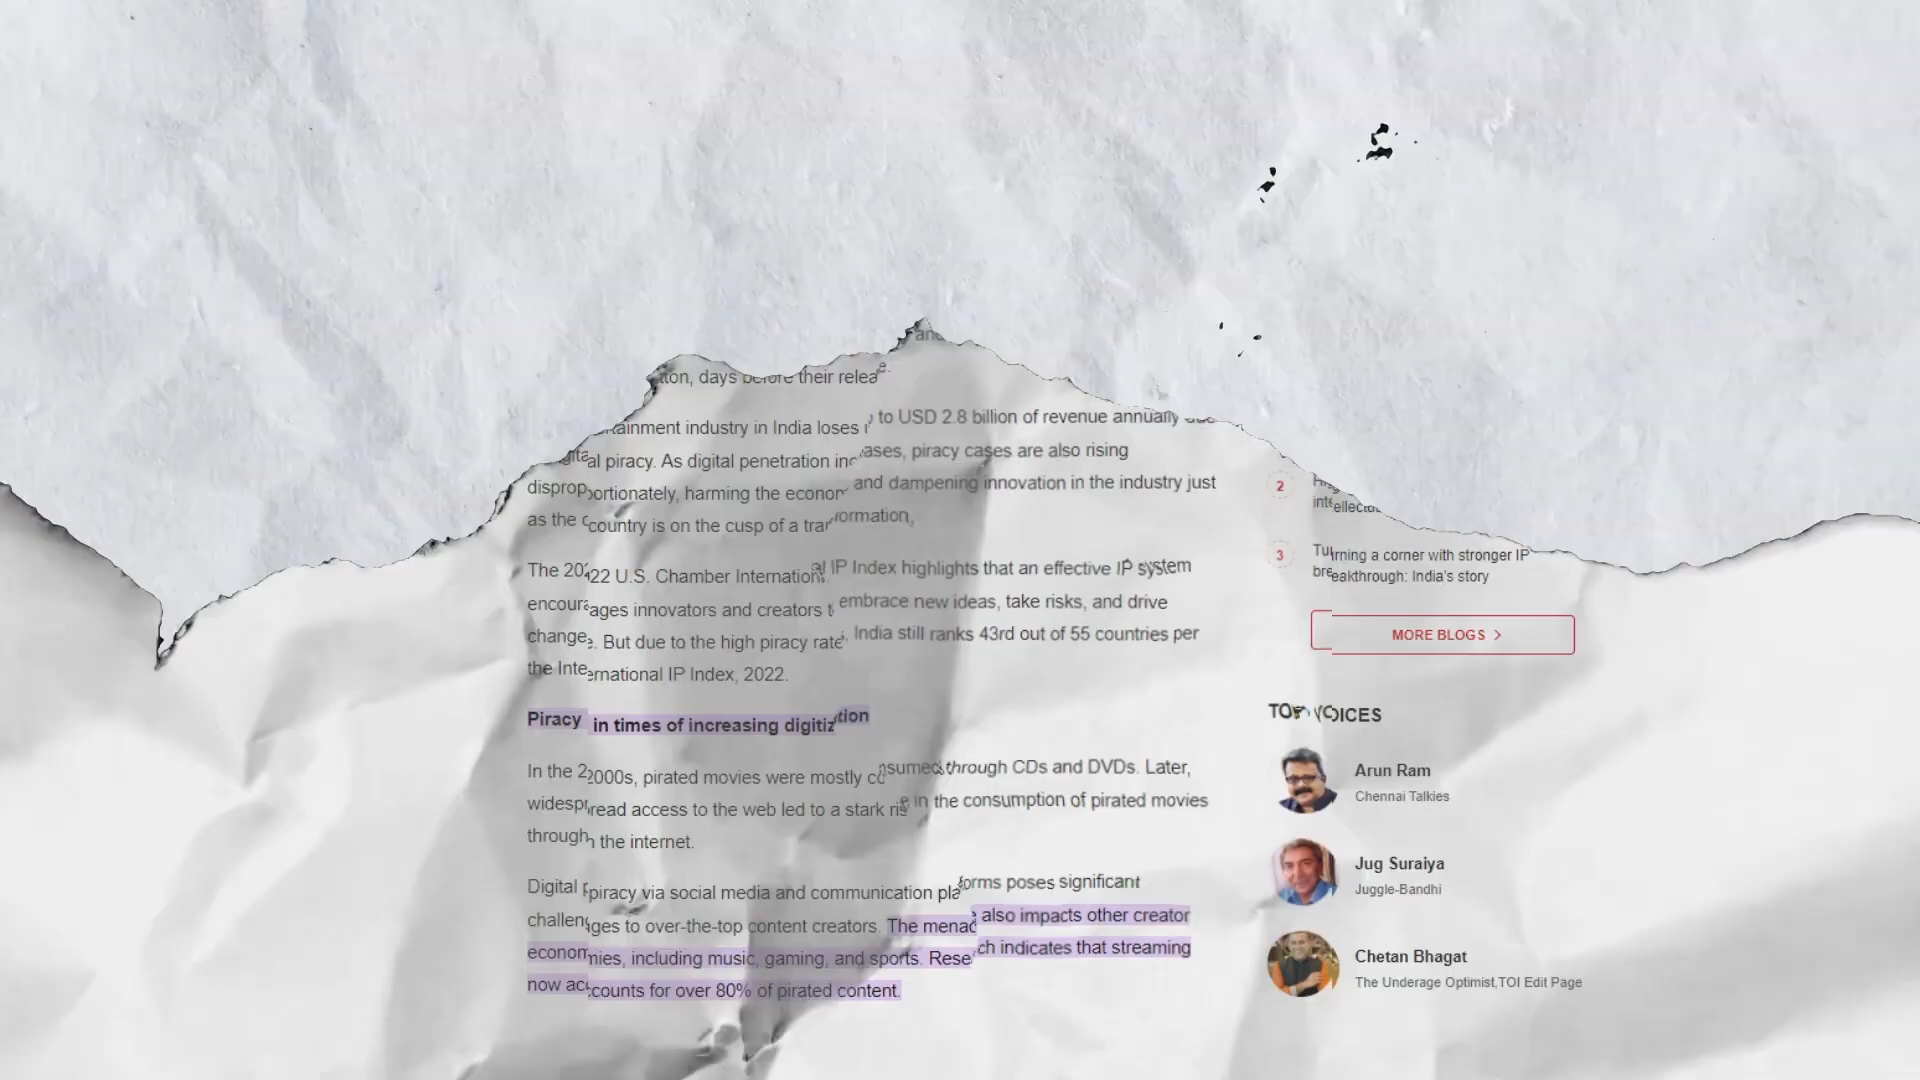 and
days before their
tainment industry in India loses to USD 2.8 billion of revenue annually due
al piracy. As digital penetration increases, piracy cases are also rising
disproportionately, harming the economy and dampening innovation in the industry just
as the country is on the cusp of a transformation.
The 2022 U.S. Chamber International IP Index highlights that an effective IP system
encourages innovators and creators to embrace new ideas, take risks, and drive
change. But due to the high piracy rate, India still ranks 43rd out of 55 countries per
the International IP Index, 2022.
Piracy in times of increasing digitization
In the 2000s, pirated movies were mostly consumed through CDs and DVDs. Later,
widespread access to the web led to a stark rise in the consumption of pirated movies
through the internet.
Digital piracy via social media and communication platforms poses significant
challenges to over-the-top content creators. The menace also impacts other creator
economies, including music, gaming, and sports. Research indicates that streaming
now accounts for over 80% of pirated content.
2
3 Turning a corner with stronger IP
breakthrough: India's story
MORE BLOGS >
TOP VOICES
Arun Ram
Chennai Talkies
Jug Suraiya
Juggle-Bandhi
Chetan Bhagat
The Underage Optimist,TOI Edit Page